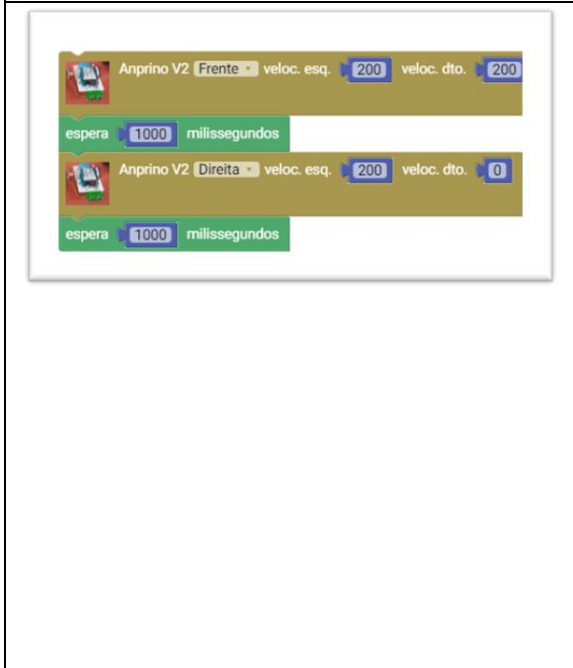 Anprino V2 Frente veloc. esq. 200 veloc. dto. 200
espera 1000 milissegundos
Anprino V2 Direita veloc. esq. 200 veloc. dto. 0
espera 1000 milissegundos